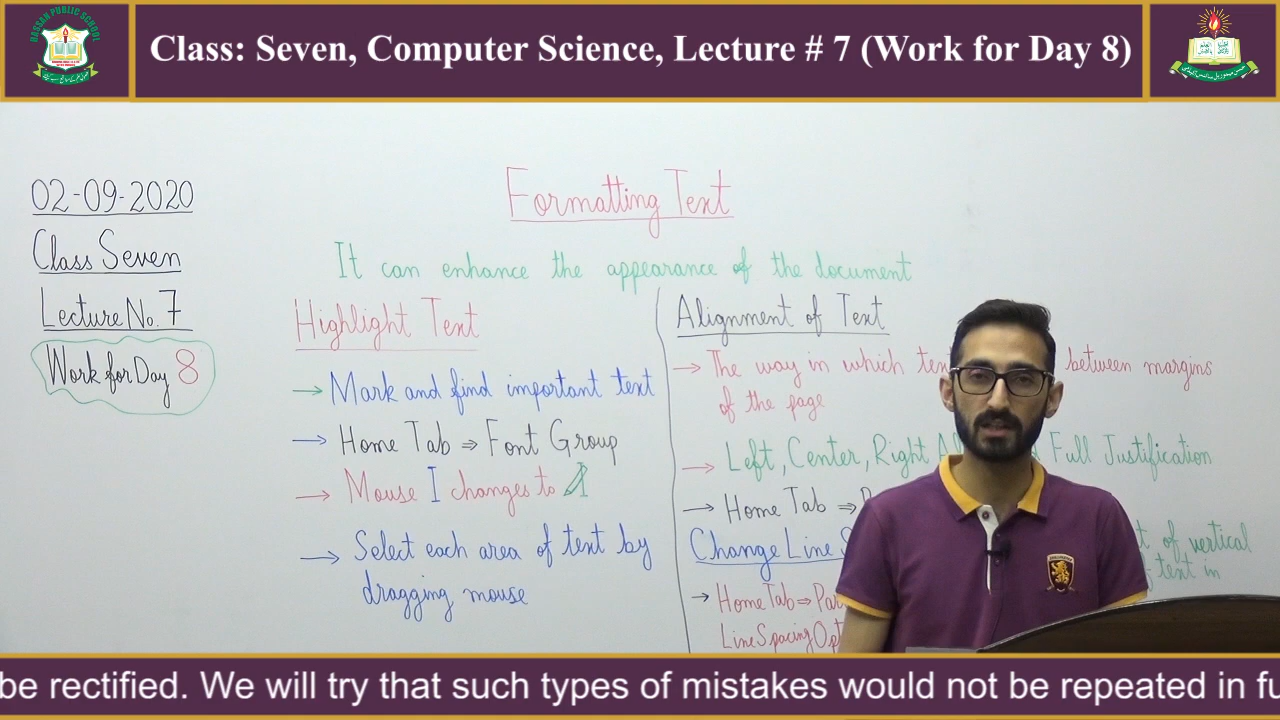 HASSAN PUBLIC SCHOOL
Class: Seven, Computer Science, Lecture # 7 (Work for Day 8)
02-09-2020
Class Seven
Lecture No. 7
Work for Day 8
Formatting Text
It can enhance the appearance of the document
Highlight Text
→ Mark and find important text
→ Home Tab ⇒ Font Group
→ Mouse I changes to
→ Select each area of text by
dragging mouse
Alignment of Text
→ The way in which between margins
of the page
→ Left, Center, Right Full Justification
→ Home Tab ⇒
Change Line of vertical
text in
→ Home Tab ⇒
Line Spacing
be rectified. We will try that such types of mistakes would not be repeated in